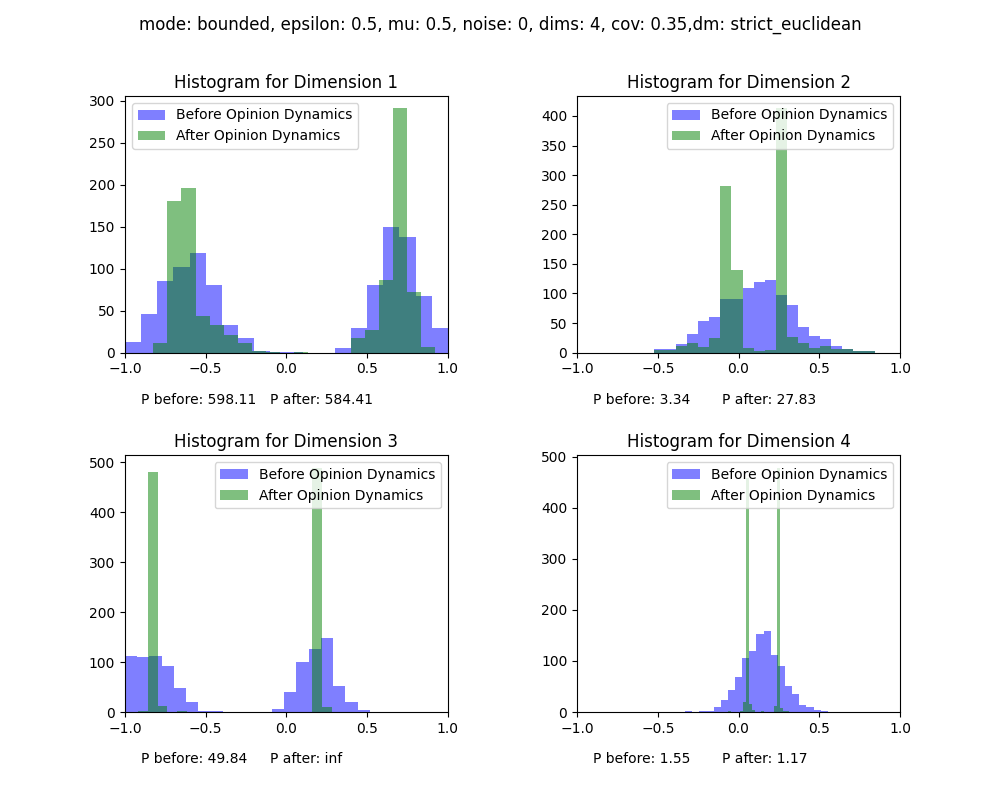 mode: bounded, epsilon: 0.5, mu: 0.5, noise: 0, dims: 4, cov: 0.35,dm: strict_euclidean
Histogram for Dimension 1
Before Opinion Dynamics
After Opinion Dynamics
300
250
200
150
100
50
0
−1.0 −0.5 0.0 0.5 1.0
P before: 598.11 P after: 584.41
Histogram for Dimension 2
Before Opinion Dynamics
After Opinion Dynamics
400
350
300
250
200
150
100
50
0
−1.0 −0.5 0.0 0.5 1.0
P before: 3.34 P after: 27.83
Histogram for Dimension 3
Before Opinion Dynamics
After Opinion Dynamics
500
400
300
200
100
0
−1.0 −0.5 0.0 0.5 1.0
P before: 49.84 P after: inf
Histogram for Dimension 4
Before Opinion Dynamics
After Opinion Dynamics
500
400
300
200
100
0
−1.0 −0.5 0.0 0.5 1.0
P before: 1.55 P after: 1.17